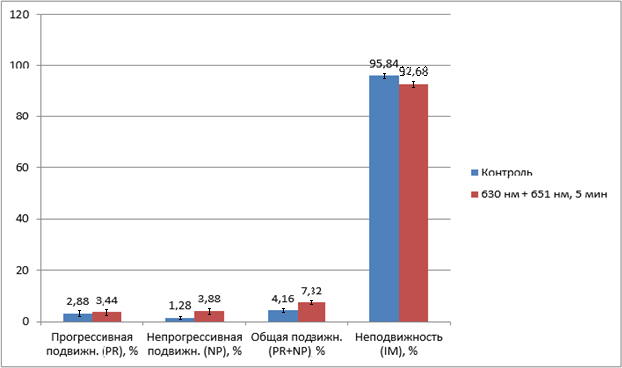 120
100
80
60
40
20
0
2,88
3,44
1,28
3,88
4,16
7,32
95,84
92,68
Прогрессивная
подвижн. (PR), %
Непрогрессивная
подвижн. (NP), %
Общая подвижн.
(PR+NP) %
Неподвижность
(IM), %
Контроль
630 нм + 651 нм, 5 мин